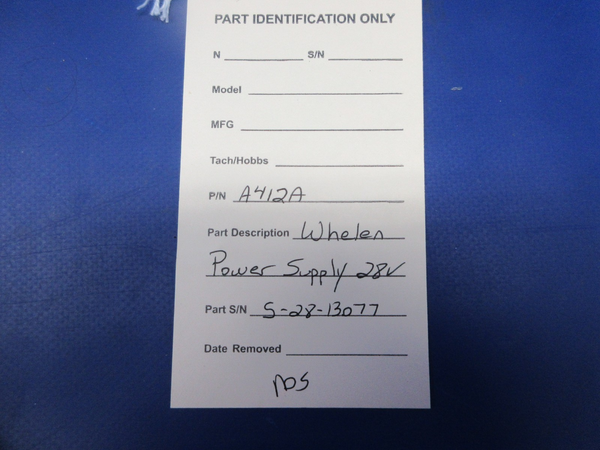 PART IDENTIFICATION ONLY
N S/N
Model
MFG
Tach/Hobbs
P/N A412A
Part Description Whelen
Power Supply 28V
Part S/N S-28-13077
Date Removed
NOS